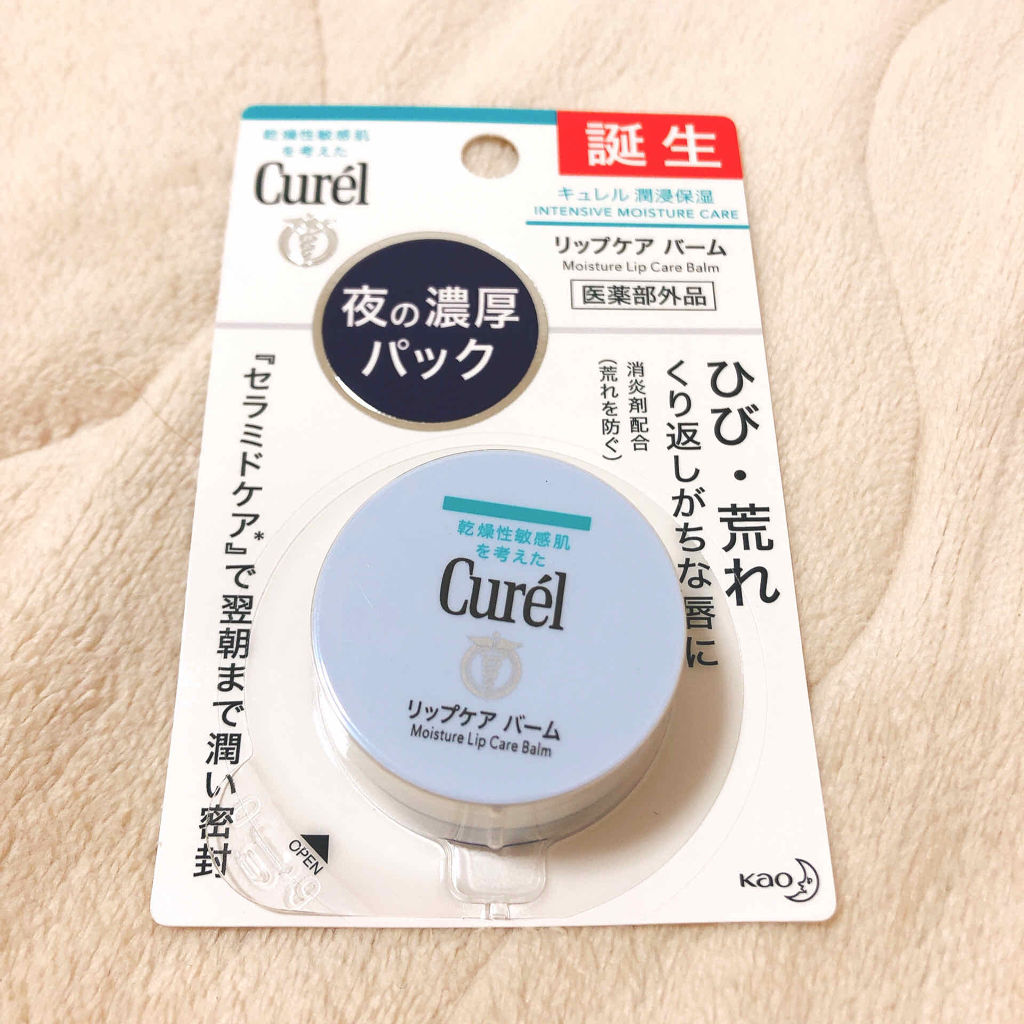 乾燥性敏感肌
を考えた
Curél
誕生
キュレル 潤浸保湿
INTENSIVE MOISTURE CARE
リップケア バーム
Moisture Lip Care Balm
医薬部外品
夜の濃厚
パック
ひび・荒れ
くり返しがちな唇に
消炎剤配合
(荒れを防ぐ)
『セラミドケア』*で翌朝まで潤い密封
乾燥性敏感肌
を考えた
Curél
リップケア バーム
Moisture Lip Care Balm
OPEN
Kao